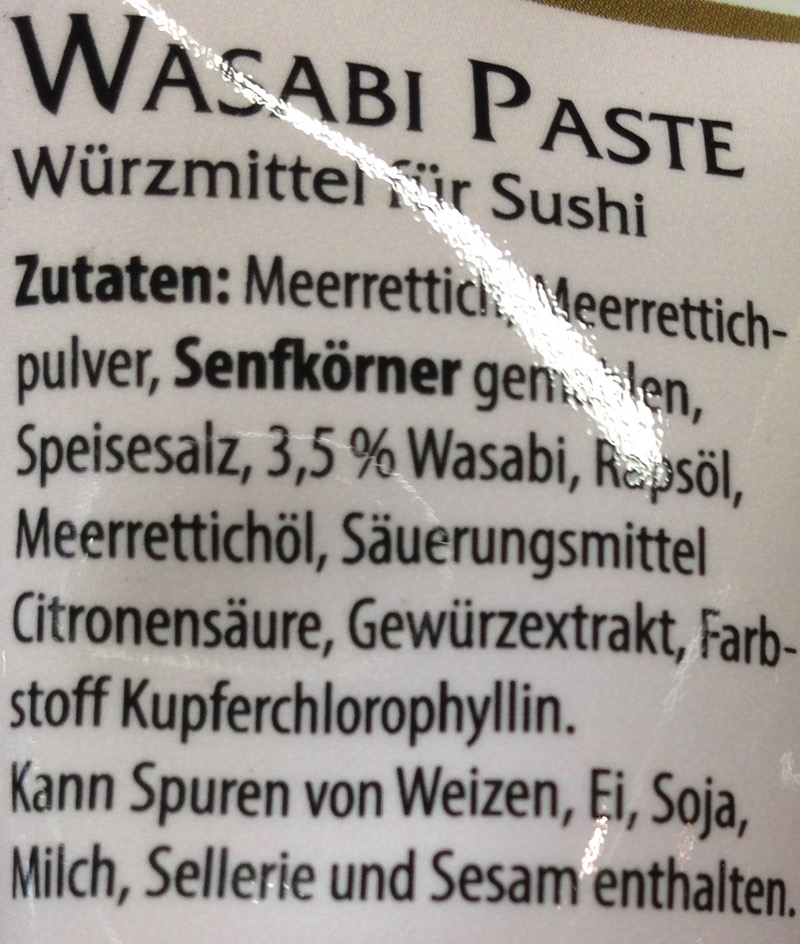 WASABI PASTE
Würzmittel für Sushi
Zutaten: Meerrettich, Meerrettich-
pulver, Senfkörner gemahlen,
Speisesalz, 3,5 % Wasabi, Rapsöl,
Meerrettichöl, Säuerungsmittel
Citronensäure, Gewürzextrakt, Farb-
stoff Kupferchlorophyllin.
Kann Spuren von Weizen, Ei, Soja,
Milch, Sellerie und Sesam enthalten.